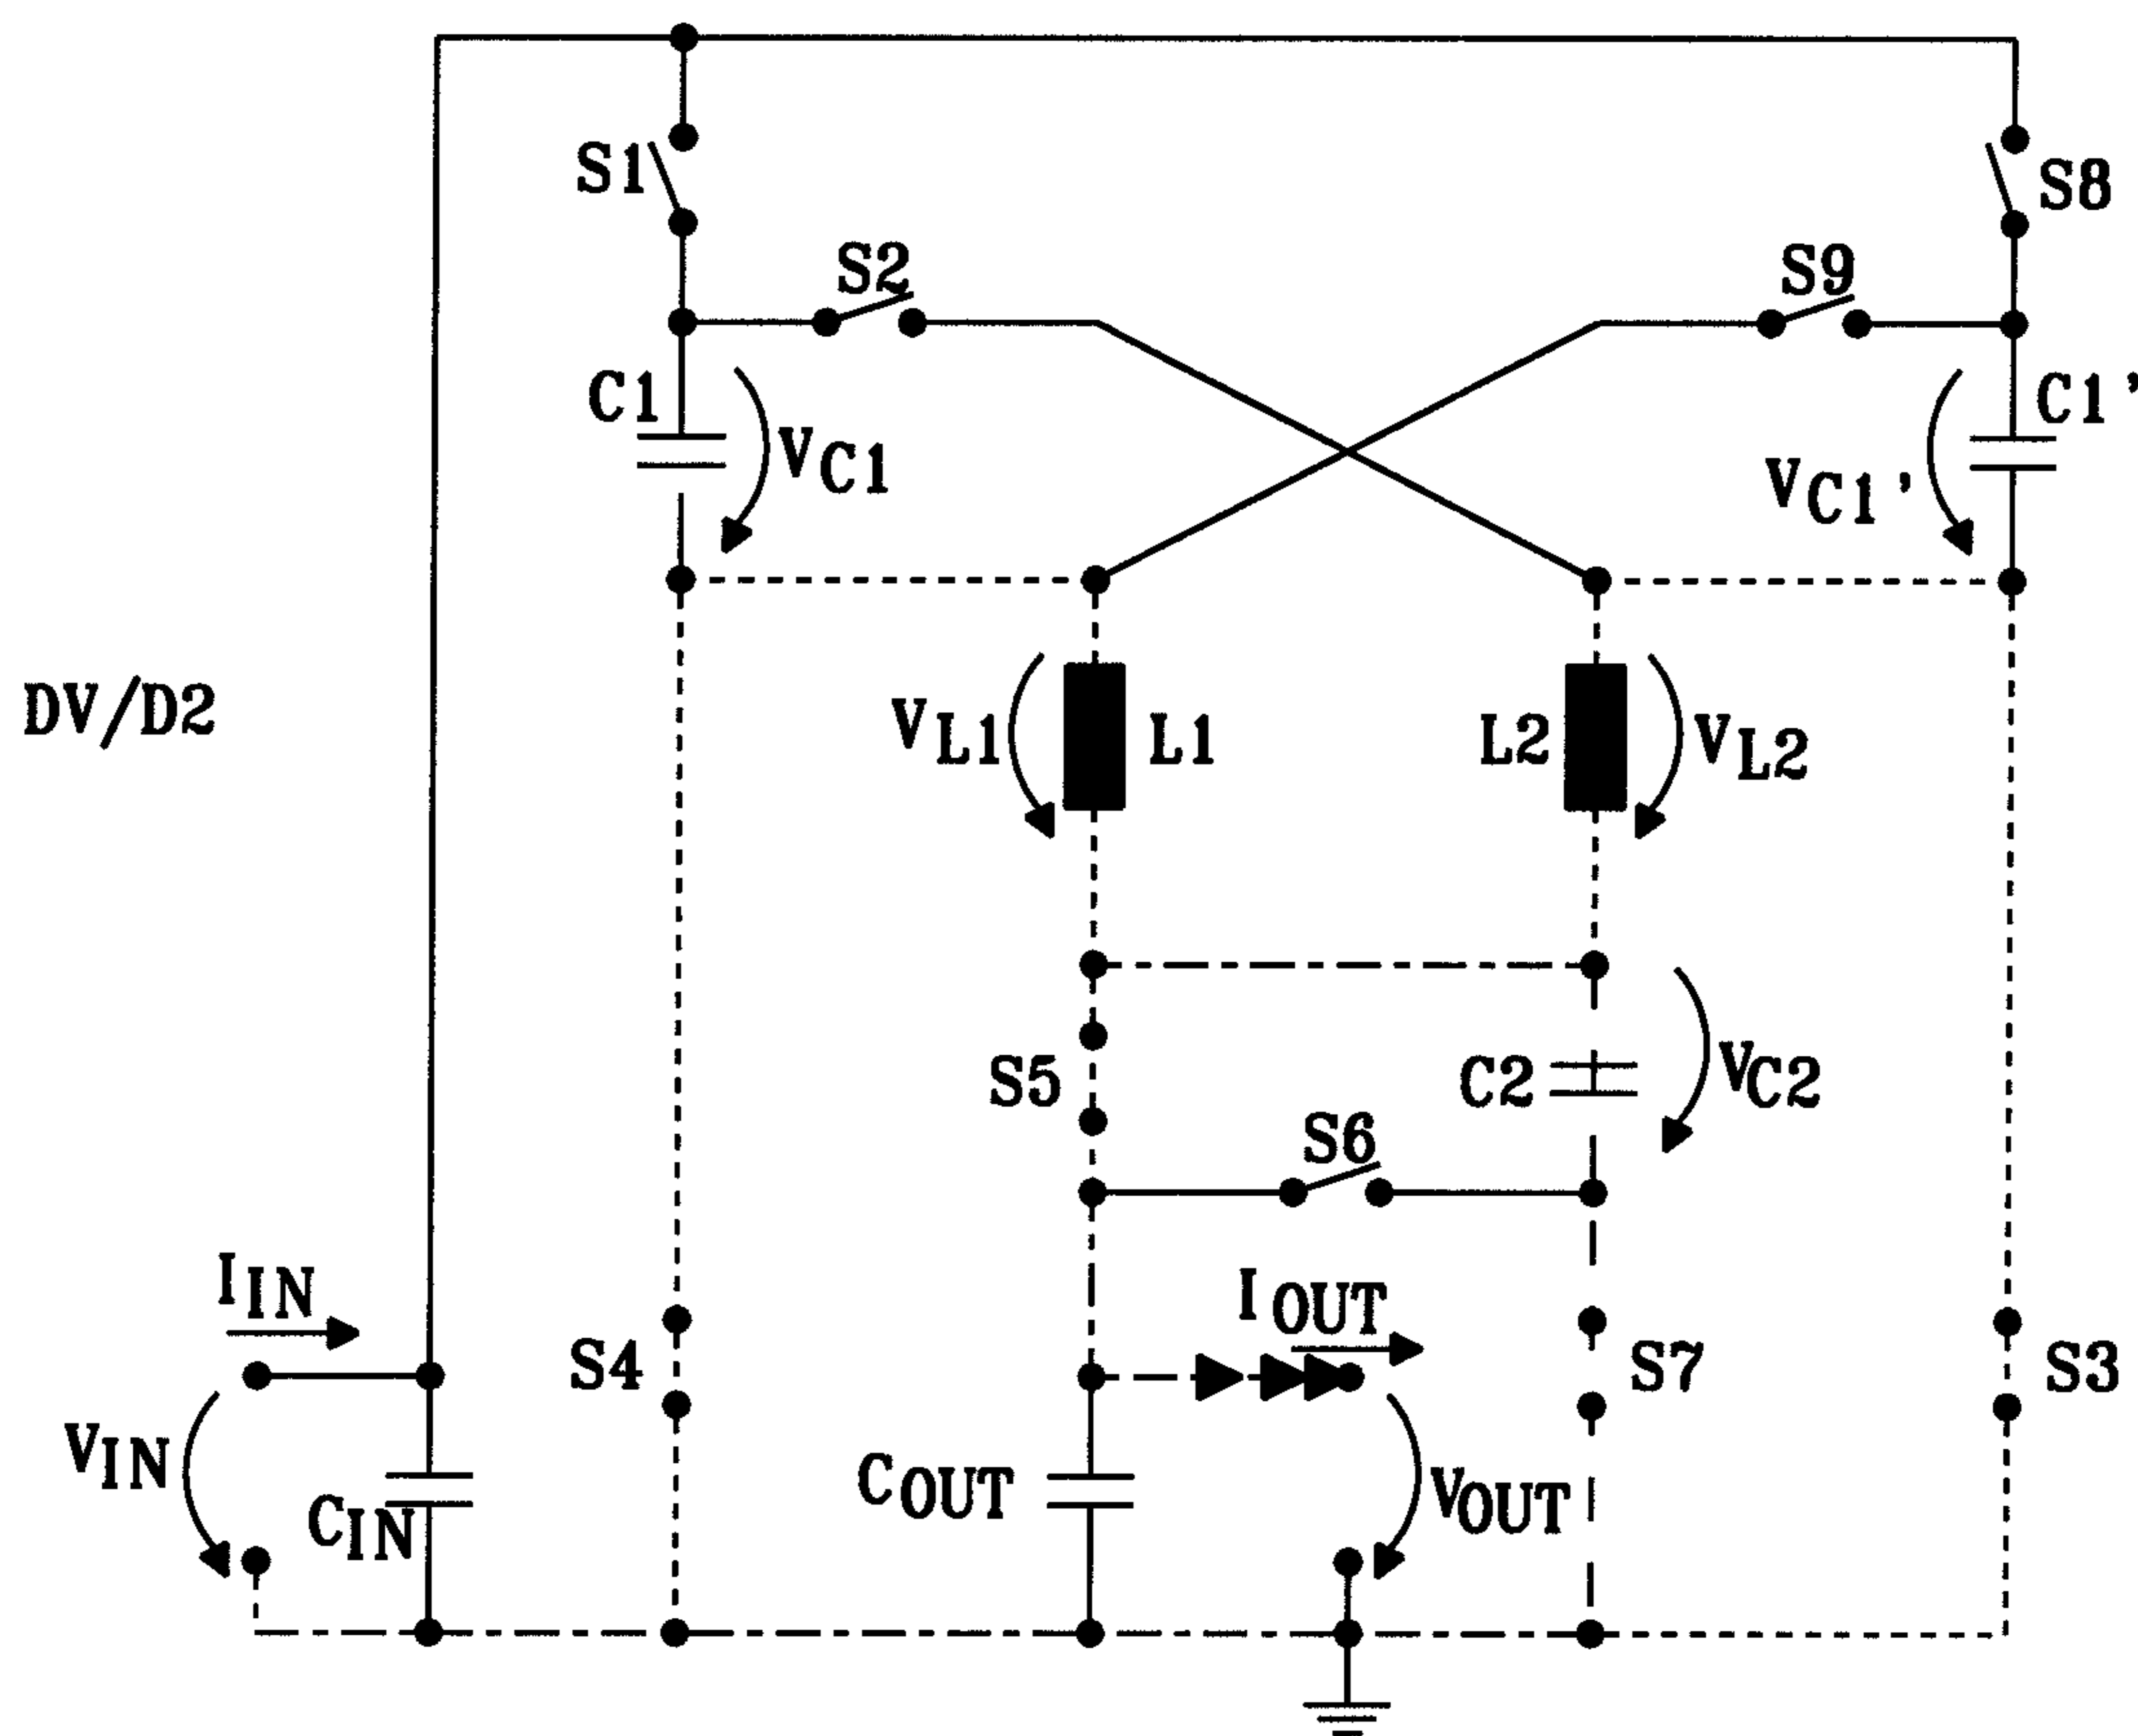 S1
S8
S2
S9
C1
VC1
C1'
VC1'
DV/D2
VL1
L1
L2
VL2
S5
C2
VC2
S6
IIN
IOUT
S4
S7
S3
VIN
CIN
COUT
VOUT